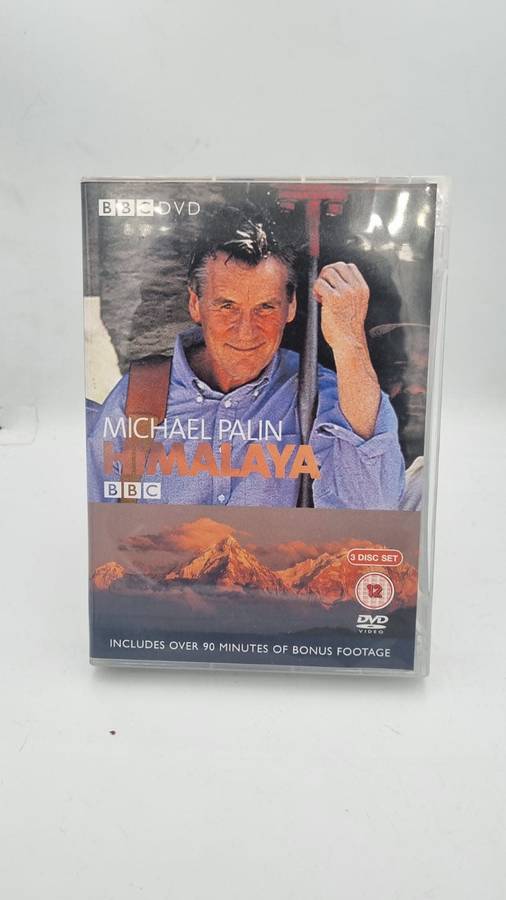 BBC DVD
MICHAEL PALIN
HIMALAYA
BBC
3 DISC SET
12
DVD
VIDEO
INCLUDES OVER 90 MINUTES OF BONUS FOOTAGE